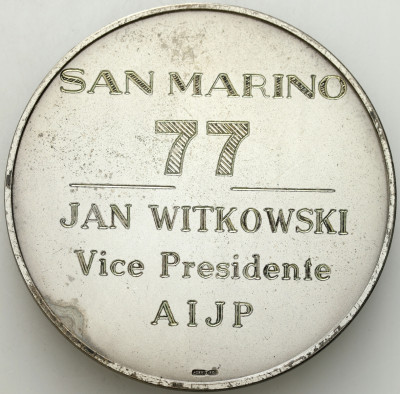 SAN MARINO
77
JAN WITKOWSKI
Vice Presidente
AIJP